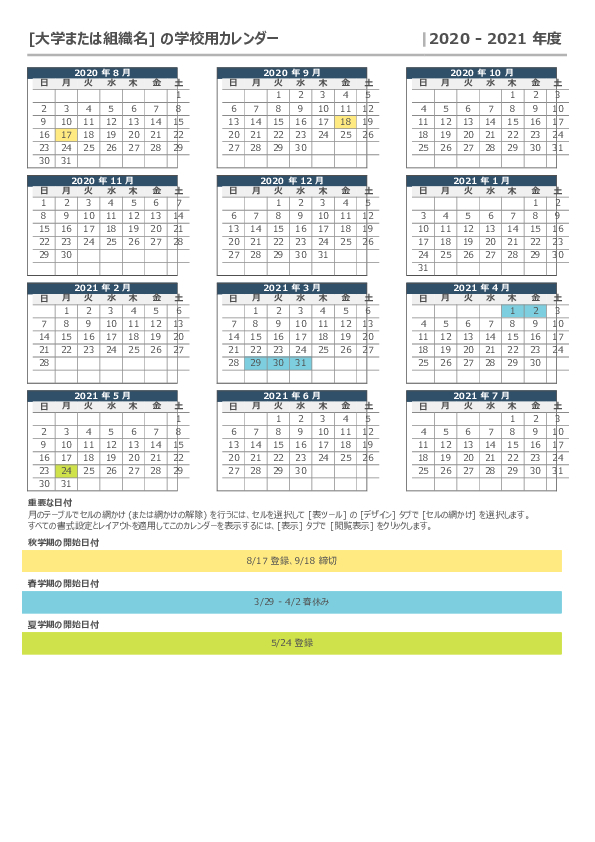 [大学または組織名] の学校用カレンダー
2020 - 2021 年度
2020 年 8 月
日 月 火 水 木 金 土
1
2 3 4 5 6 7 8
9 10 11 12 13 14 15
16 17 18 19 20 21 22
23 24 25 26 27 28 29
30 31
2020 年 9 月
日 月 火 水 木 金 土
1 2 3 4 5
6 7 8 9 10 11 12
13 14 15 16 17 18 19
20 21 22 23 24 25 26
27 28 29 30
2020 年 10 月
日 月 火 水 木 金 土
1 2 3
4 5 6 7 8 9 10
11 12 13 14 15 16 17
18 19 20 21 22 23 24
25 26 27 28 29 30 31
2020 年 11 月
日 月 火 水 木 金 土
1 2 3 4 5 6 7
8 9 10 11 12 13 14
15 16 17 18 19 20 21
22 23 24 25 26 27 28
29 30
2020 年 12 月
日 月 火 水 木 金 土
1 2 3 4 5
6 7 8 9 10 11 12
13 14 15 16 17 18 19
20 21 22 23 24 25 26
27 28 29 30 31
2021 年 1 月
日 月 火 水 木 金 土
1 2
3 4 5 6 7 8 9
10 11 12 13 14 15 16
17 18 19 20 21 22 23
24 25 26 27 28 29 30
31
2021 年 2 月
日 月 火 水 木 金 土
1 2 3 4 5 6
7 8 9 10 11 12 13
14 15 16 17 18 19 20
21 22 23 24 25 26 27
28
2021 年 3 月
日 月 火 水 木 金 土
1 2 3 4 5 6
7 8 9 10 11 12 13
14 15 16 17 18 19 20
21 22 23 24 25 26 27
28 29 30 31
2021 年 4 月
日 月 火 水 木 金 土
1 2 3
4 5 6 7 8 9 10
11 12 13 14 15 16 17
18 19 20 21 22 23 24
25 26 27 28 29 30
2021 年 5 月
日 月 火 水 木 金 土
1
2 3 4 5 6 7 8
9 10 11 12 13 14 15
16 17 18 19 20 21 22
23 24 25 26 27 28 29
30 31
2021 年 6 月
日 月 火 水 木 金 土
1 2 3 4 5
6 7 8 9 10 11 12
13 14 15 16 17 18 19
20 21 22 23 24 25 26
27 28 29 30
2021 年 7 月
日 月 火 水 木 金 土
1 2 3
4 5 6 7 8 9 10
11 12 13 14 15 16 17
18 19 20 21 22 23 24
25 26 27 28 29 30 31
重要な日付
月のテーブルでセルの網かけ (または網かけの解除) を行うには、セルを選択して [表ツール] の [デザイン] タブで [セルの網かけ] を選択します。
すべての書式設定とレイアウトを適用してこのカレンダーを表示するには、[表示] タブで [閲覧表示] をクリックします。
秋学期の開始日付
8/17 登録、9/18 締切
春学期の開始日付
3/29 - 4/2 春休み
夏学期の開始日付
5/24 登録